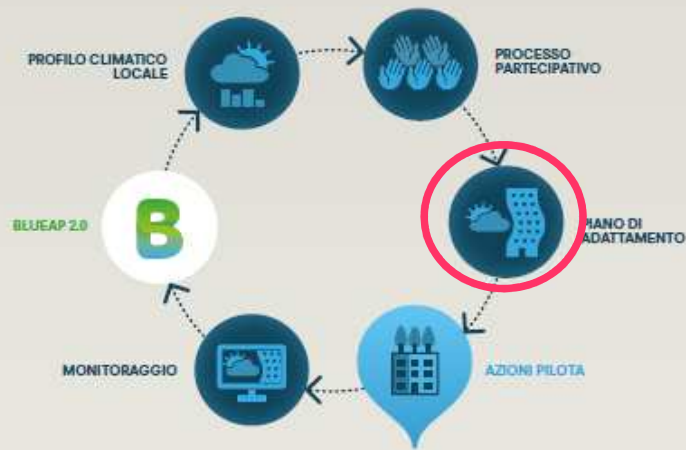 PROFILO CLIMATICO
LOCALE
PROCESSO
PARTECIPATIVO
PIANO DI
ADATTAMENTO
AZIONI PILOTA
MONITORAGGIO
BLUEAP 2.0
B